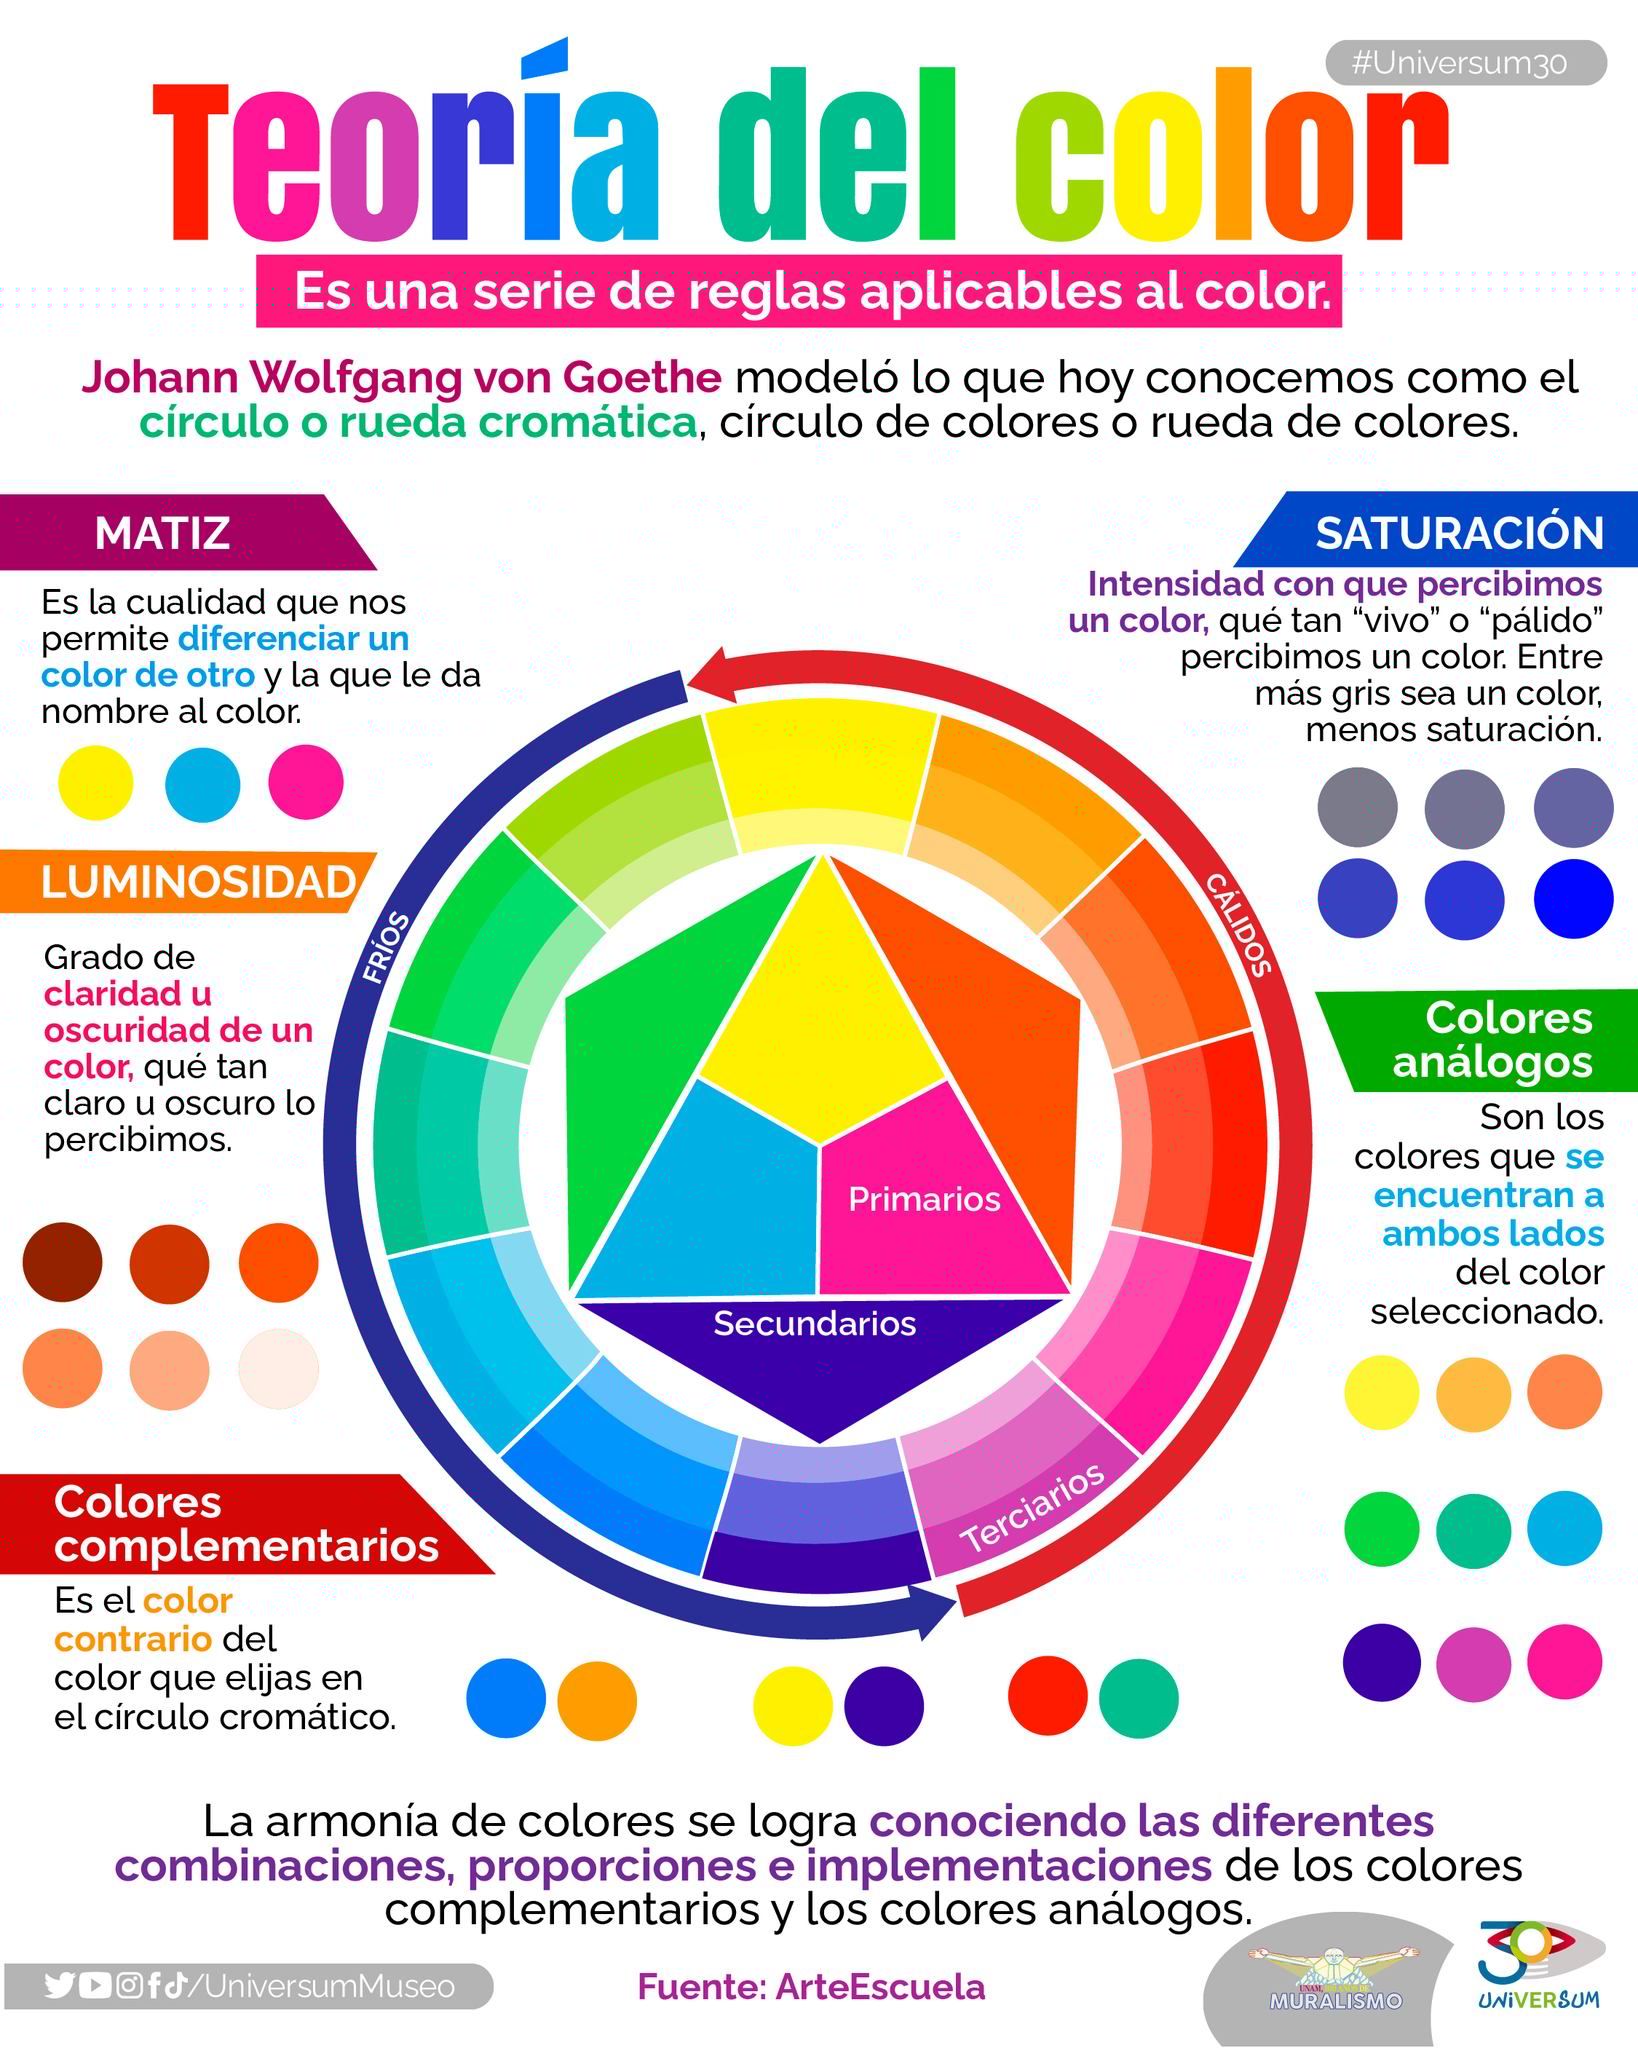 #Universum30
Teoría del color
Es una serie de reglas aplicables al color.
Johann Wolfgang von Goethe modeló lo que hoy conocemos como el
círculo o rueda cromática, círculo de colores o rueda de colores.
MATIZ
Es la cualidad que nos
permite diferenciar un
color de otro y la que le da
nombre al color.
SATURACIÓN
Intensidad con que percibimos
un color, qué tan “vivo” o “pálido”
percibimos un color. Entre
más gris sea un color,
menos saturación.
LUMINOSIDAD
Grado de
claridad u
oscuridad de un
color, qué tan
claro u oscuro lo
percibimos.
FRÍOS
CÁLIDOS
Primarios
Secundarios
Terciarios
Colores
análogos
Son los
colores que se
encuentran a
ambos lados
del color
seleccionado.
Colores
complementarios
Es el color
contrario del
color que elijas en
el círculo cromático.
La armonía de colores se logra conociendo las diferentes
combinaciones, proporciones e implementaciones de los colores
complementarios y los colores análogos.
/UniversumMuseo
Fuente: ArteEscuela
MURALISMO
30
UNIVERSUM